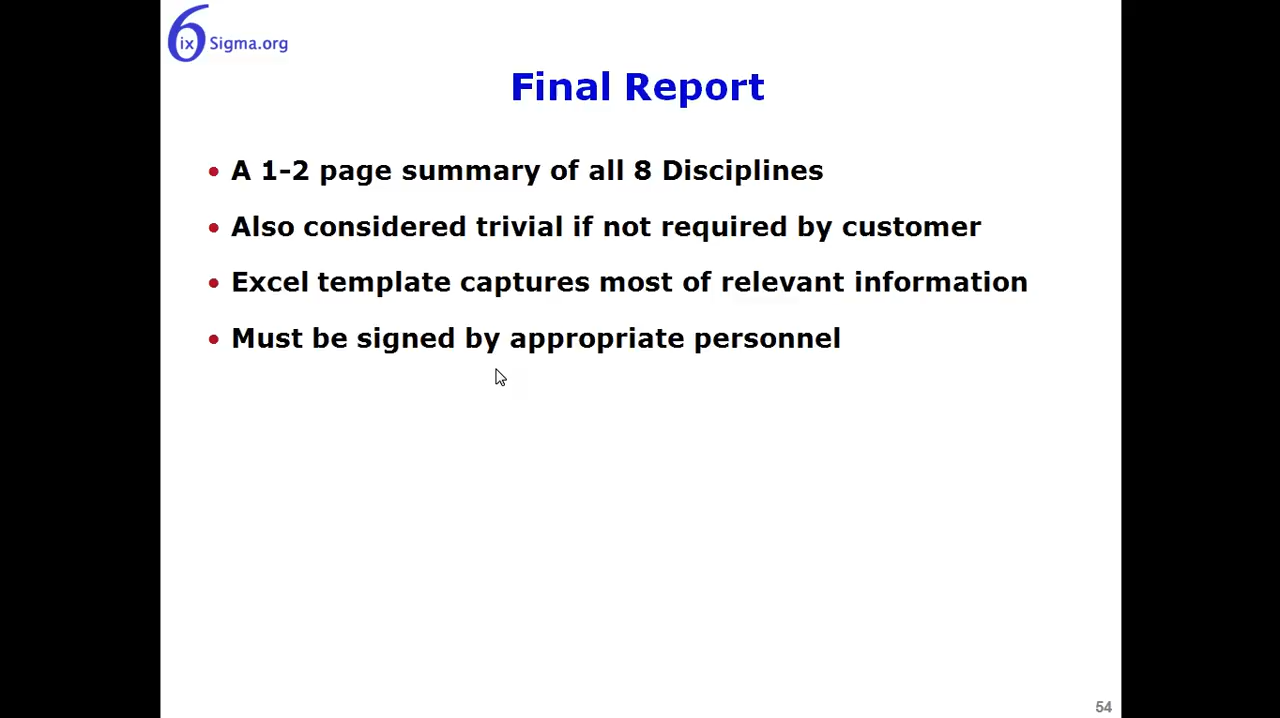 6ix Sigma.org
Final Report
• A 1-2 page summary of all 8 Disciplines
• Also considered trivial if not required by customer
• Excel template captures most of relevant information
• Must be signed by appropriate personnel
54